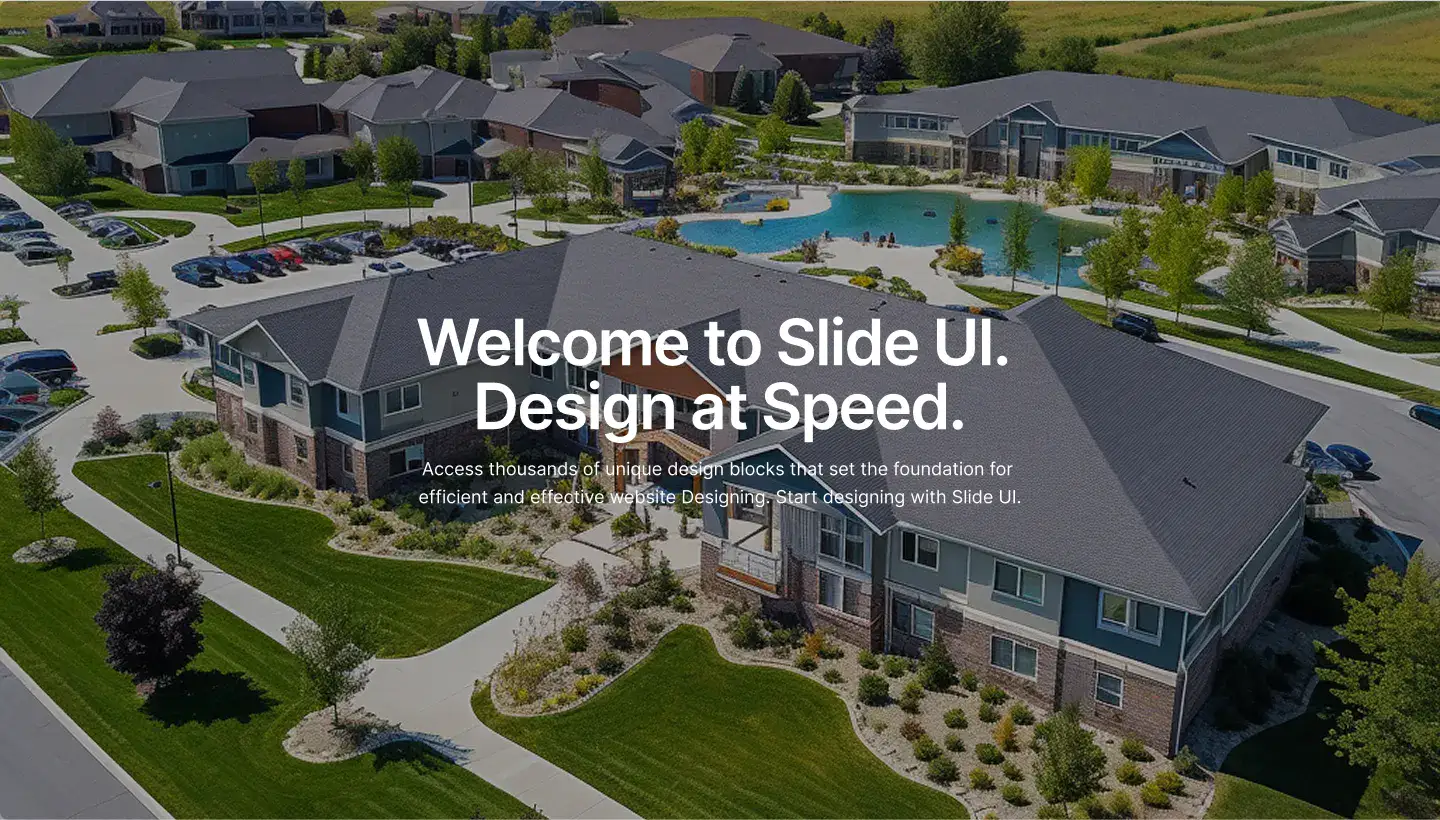 Welcome to Slide UI.
Design at Speed.
Access thousands of unique design blocks that set the foundation for
efficient and effective website Designing. Start designing with Slide UI.